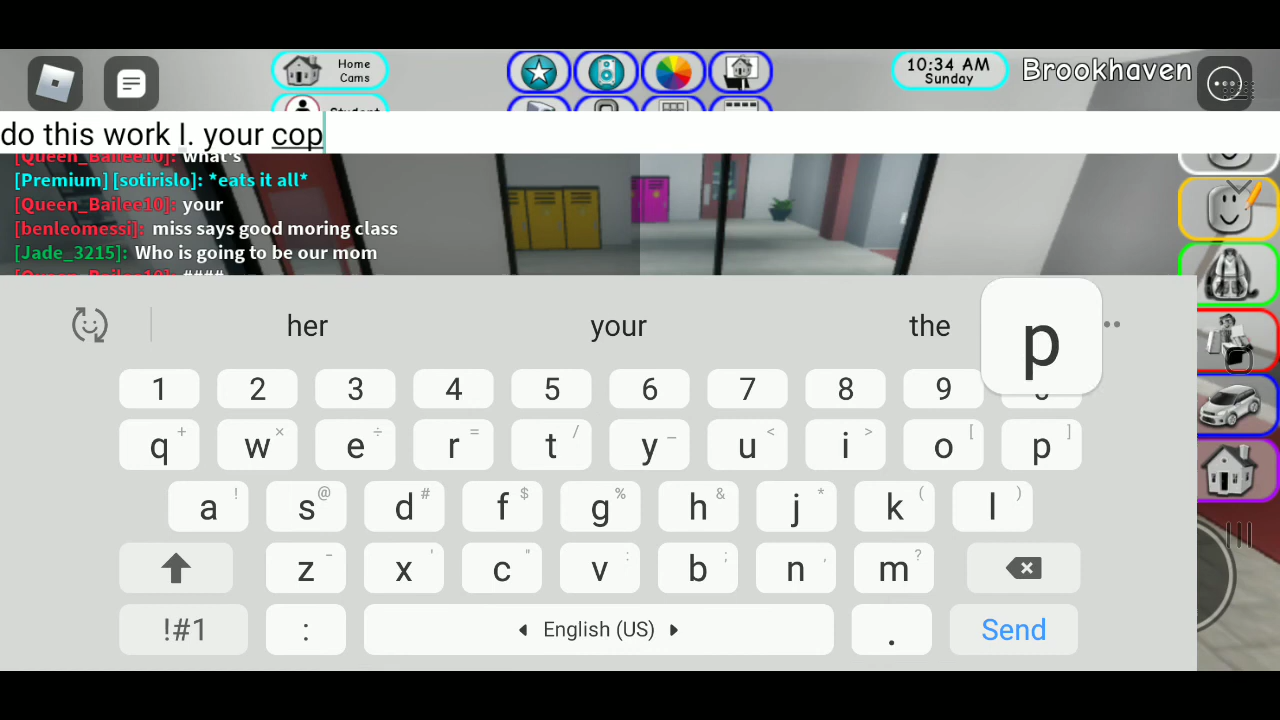 Home
Cams
10:34 AM
Sunday
Brookhaven
Student
do this work I. your cop
[Queen_Bailee10]: what's
[Premium] [sotirislo]: *eats it all*
[Queen_Bailee10]: your
[benleomessi]: miss says good moring class
[Jade_3215]: Who is going to be our mom
[Queen_Bailee10]: ####
her your the
p
1 2 3 4 5 6 7 8 9
q + w × e ÷ r = t / y _ u < i > o [ p ]
a ! s @ d # f $ g % h & j * k ( l )
z - x ' c " v : b ; n , m ?
!#1 : English (US) . Send